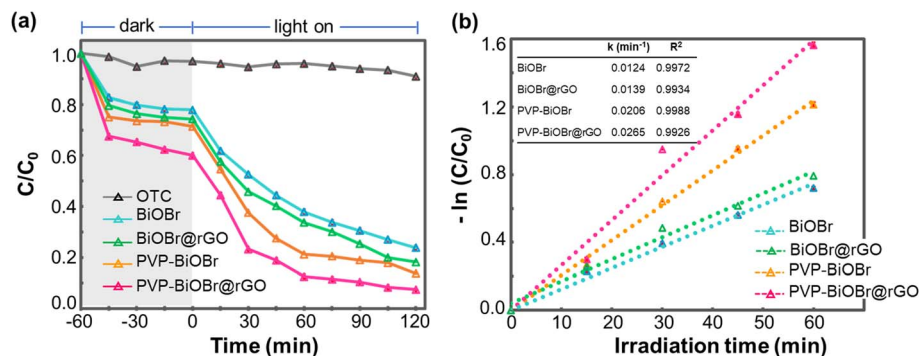 (a)
dark
light on
1.0
0.8
0.6
0.4
0.2
0.0
C/C₀
OTC
BiOBr
BiOBr@rGO
PVP-BiOBr
PVP-BiOBr@rGO
-60 -30 0 30 60 90 120
Time (min)
(b)
1.6
1.2
0.8
0.4
0.0
- ln (C/C₀)
k (min⁻¹) R²
BiOBr 0.0124 0.9972
BiOBr@rGO 0.0139 0.9934
PVP-BiOBr 0.0206 0.9988
PVP-BiOBr@rGO 0.0265 0.9926
BiOBr
BiOBr@rGO
PVP-BiOBr
PVP-BiOBr@rGO
0 10 20 30 40 50 60
Irradiation time (min)